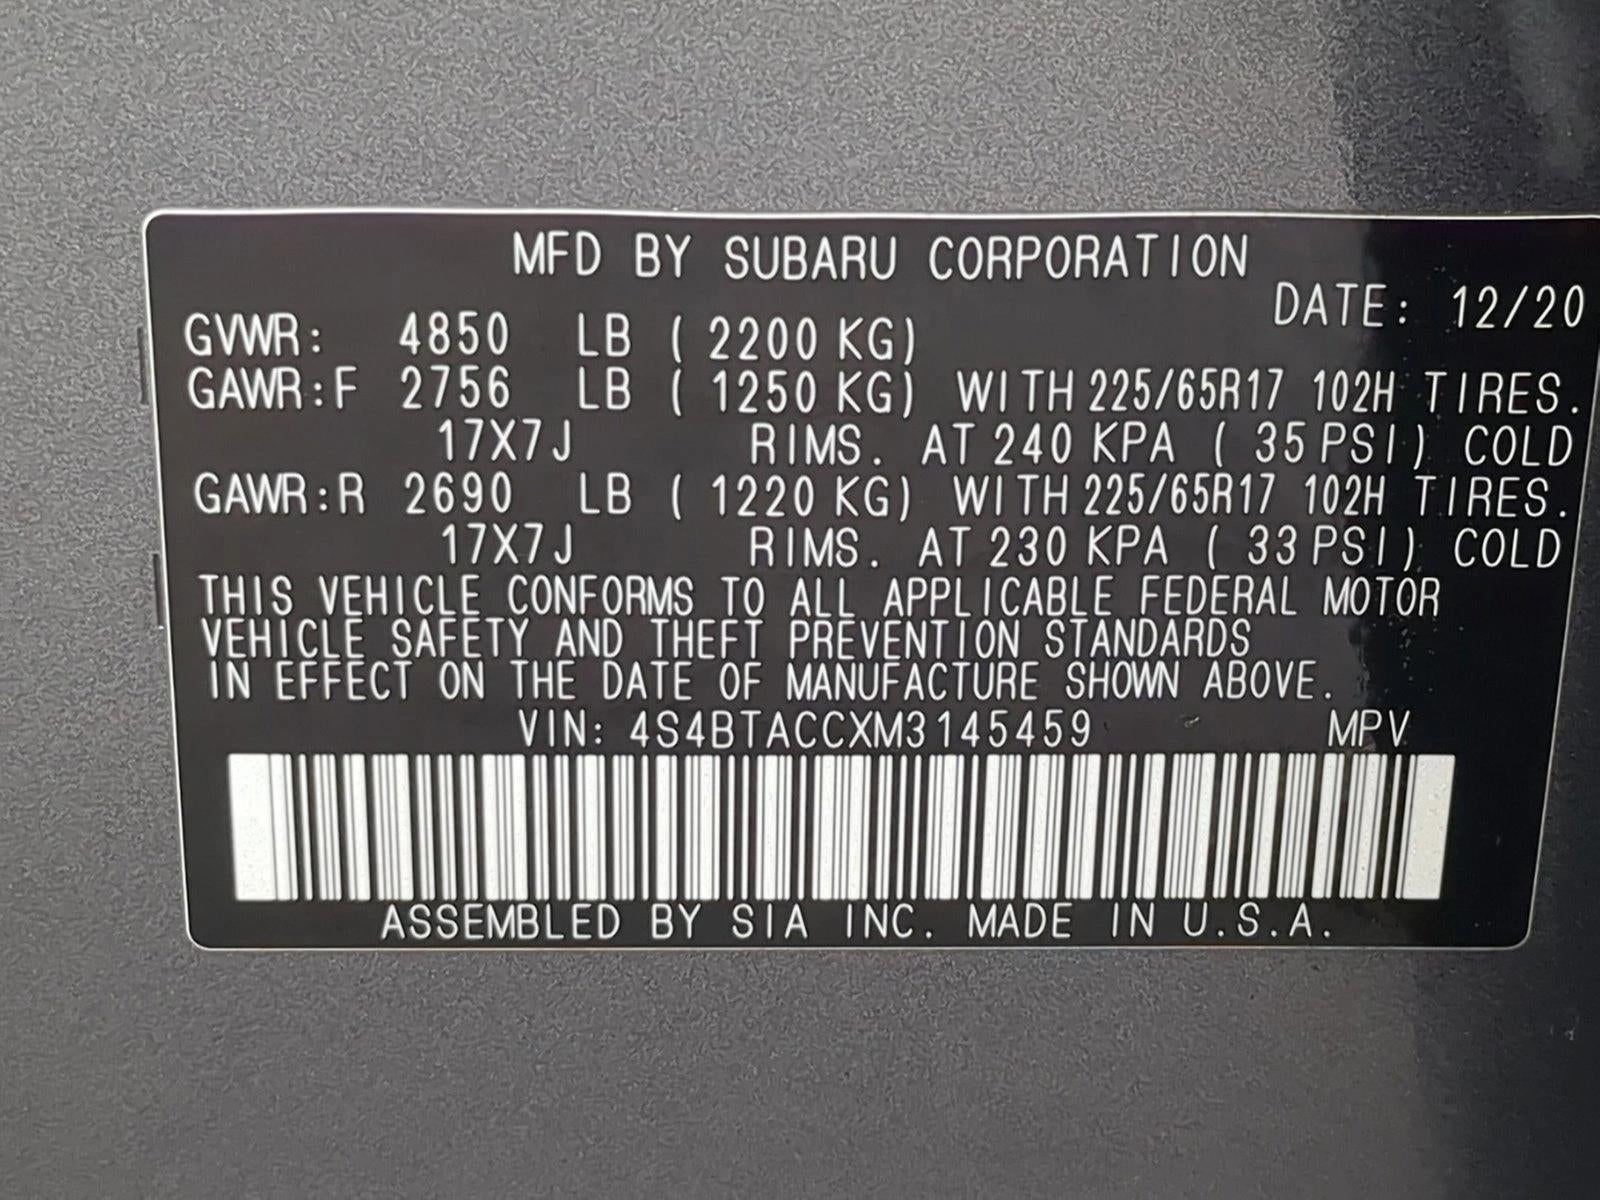 MFD BY SUBARU CORPORATION
DATE: 12/20
GVWR: 4850 LB ( 2200 KG)
GAWR:F 2756 LB ( 1250 KG) WITH 225/65R17 102H TIRES.
17X7J RIMS. AT 240 KPA ( 35 PSI) COLD
GAWR:R 2690 LB ( 1220 KG) WITH 225/65R17 102H TIRES.
17X7J RIMS. AT 230 KPA ( 33 PSI) COLD
THIS VEHICLE CONFORMS TO ALL APPLICABLE FEDERAL MOTOR
VEHICLE SAFETY AND THEFT PREVENTION STANDARDS
IN EFFECT ON THE DATE OF MANUFACTURE SHOWN ABOVE.
VIN: 4S4BTACCXM3145459 MPV
ASSEMBLED BY SIA INC. MADE IN U.S.A.